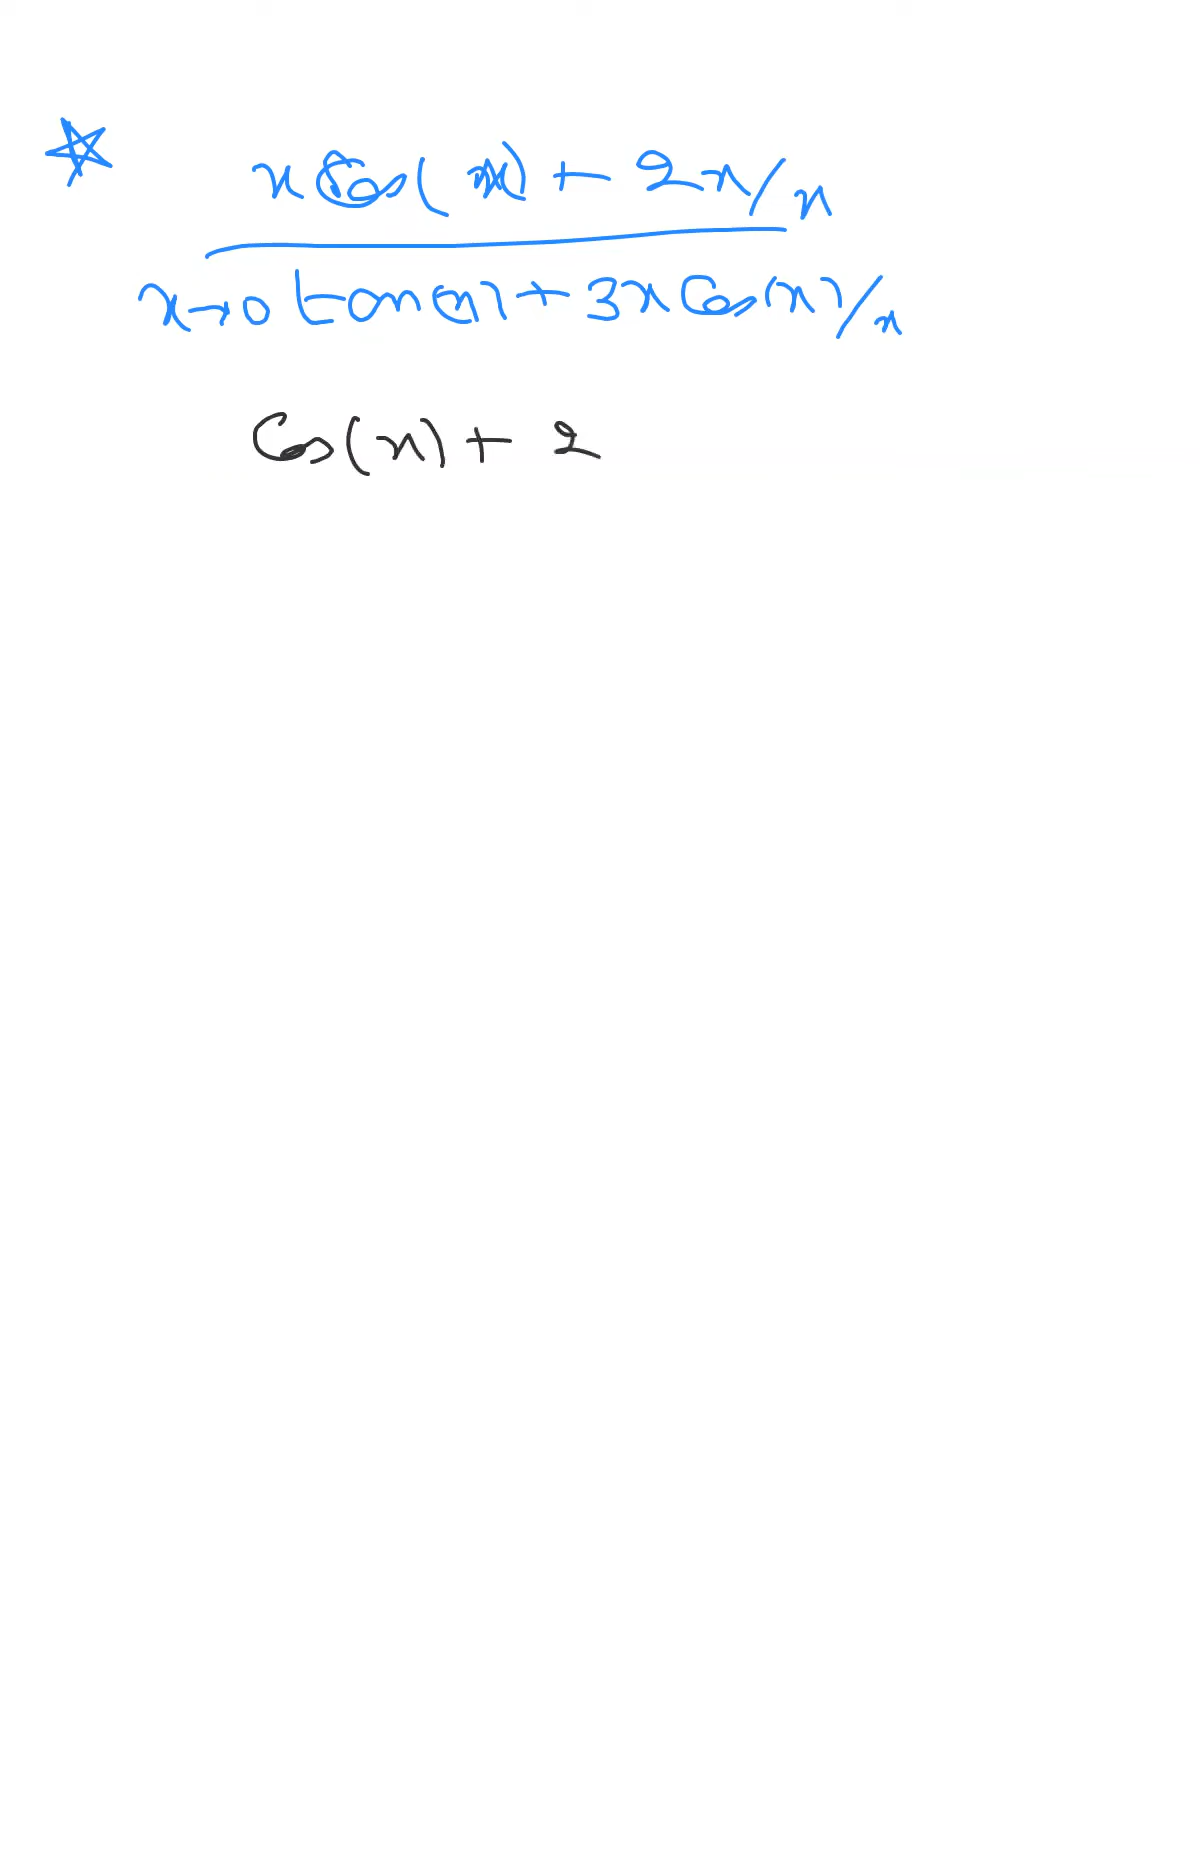 x Cos(x) + 2x/x
x→0 tan(x) + 3x Cos(x)/x
Cos(x) + 2